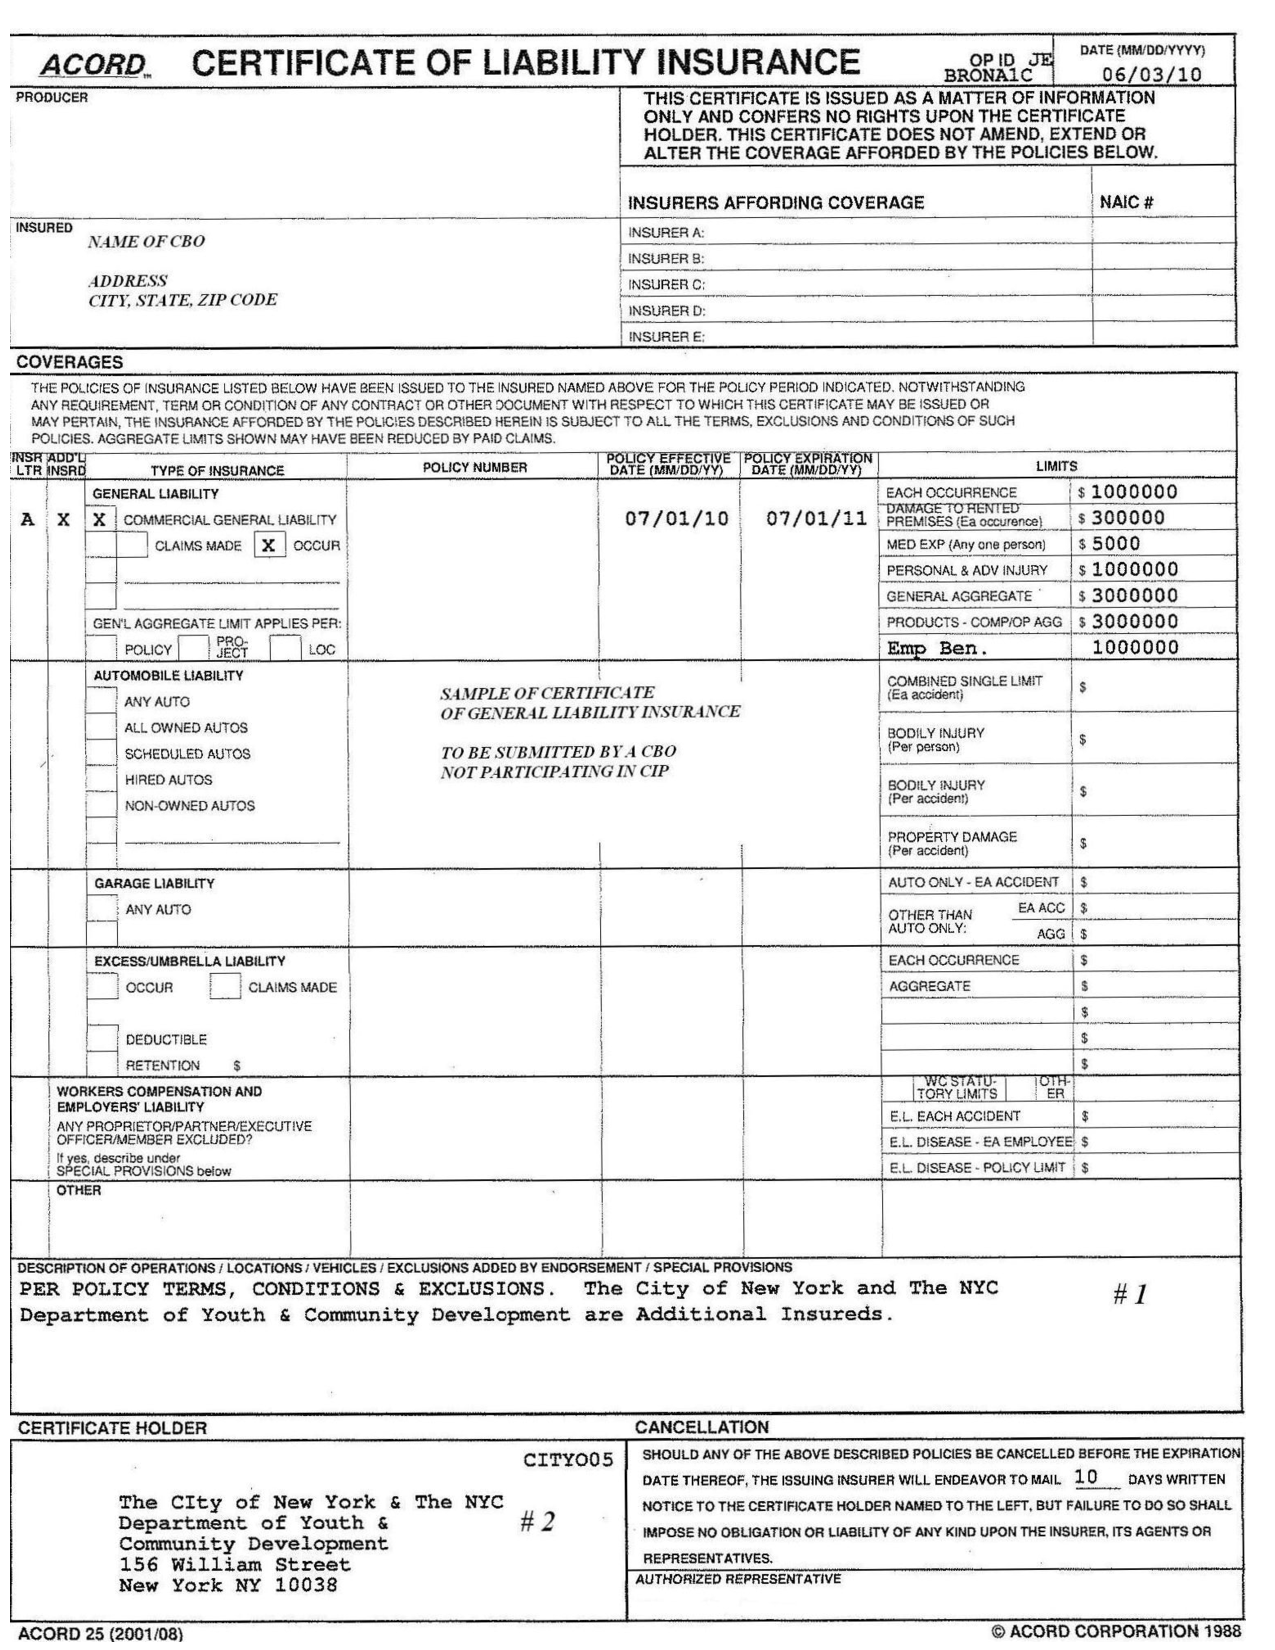 ACORD™ CERTIFICATE OF LIABILITY INSURANCE
OP ID JE
BRONA1C
DATE (MM/DD/YYYY)
06/03/10
PRODUCER
THIS CERTIFICATE IS ISSUED AS A MATTER OF INFORMATION
ONLY AND CONFERS NO RIGHTS UPON THE CERTIFICATE
HOLDER. THIS CERTIFICATE DOES NOT AMEND, EXTEND OR
ALTER THE COVERAGE AFFORDED BY THE POLICIES BELOW.
INSURERS AFFORDING COVERAGE NAIC #
INSURED
NAME OF CBO
ADDRESS
CITY, STATE, ZIP CODE
INSURER A:
INSURER B:
INSURER C:
INSURER D:
INSURER E:
COVERAGES
THE POLICIES OF INSURANCE LISTED BELOW HAVE BEEN ISSUED TO THE INSURED NAMED ABOVE FOR THE POLICY PERIOD INDICATED. NOTWITHSTANDING
ANY REQUIREMENT, TERM OR CONDITION OF ANY CONTRACT OR OTHER DOCUMENT WITH RESPECT TO WHICH THIS CERTIFICATE MAY BE ISSUED OR
MAY PERTAIN, THE INSURANCE AFFORDED BY THE POLICIES DESCRIBED HEREIN IS SUBJECT TO ALL THE TERMS, EXCLUSIONS AND CONDITIONS OF SUCH
POLICIES. AGGREGATE LIMITS SHOWN MAY HAVE BEEN REDUCED BY PAID CLAIMS.
INSR LTR
ADD'L INSRD
TYPE OF INSURANCE
POLICY NUMBER
POLICY EFFECTIVE DATE (MM/DD/YY)
POLICY EXPIRATION DATE (MM/DD/YY)
LIMITS
GENERAL LIABILITY
A X X COMMERCIAL GENERAL LIABILITY
CLAIMS MADE X OCCUR
GEN'L AGGREGATE LIMIT APPLIES PER:
POLICY PRO-JECT LOC
07/01/10
07/01/11
EACH OCCURRENCE $ 1000000
DAMAGE TO RENTED
PREMISES (Ea occurence) $ 300000
MED EXP (Any one person) $ 5000
PERSONAL & ADV INJURY $ 1000000
GENERAL AGGREGATE $ 3000000
PRODUCTS - COMP/OP AGG $ 3000000
Emp Ben. 1000000
AUTOMOBILE LIABILITY
ANY AUTO
ALL OWNED AUTOS
SCHEDULED AUTOS
HIRED AUTOS
NON-OWNED AUTOS
SAMPLE OF CERTIFICATE
OF GENERAL LIABILITY INSURANCE
TO BE SUBMITTED BY A CBO
NOT PARTICIPATING IN CIP
COMBINED SINGLE LIMIT
(Ea accident) $
BODILY INJURY
(Per person) $
BODILY INJURY
(Per accident) $
PROPERTY DAMAGE
(Per accident) $
GARAGE LIABILITY
ANY AUTO
AUTO ONLY - EA ACCIDENT $
OTHER THAN
AUTO ONLY:
EA ACC $
AGG $
EXCESS/UMBRELLA LIABILITY
OCCUR CLAIMS MADE
DEDUCTIBLE
RETENTION $
EACH OCCURRENCE $
AGGREGATE $
$
$
$
WORKERS COMPENSATION AND
EMPLOYERS' LIABILITY
ANY PROPRIETOR/PARTNER/EXECUTIVE
OFFICER/MEMBER EXCLUDED?
If yes, describe under
SPECIAL PROVISIONS below
WC STATU-
TORY LIMITS
OTH-
ER
E.L. EACH ACCIDENT $
E.L. DISEASE - EA EMPLOYEE $
E.L. DISEASE - POLICY LIMIT $
OTHER
DESCRIPTION OF OPERATIONS / LOCATIONS / VEHICLES / EXCLUSIONS ADDED BY ENDORSEMENT / SPECIAL PROVISIONS
PER POLICY TERMS, CONDITIONS & EXCLUSIONS. The City of New York and The NYC
Department of Youth & Community Development are Additional Insureds.
#1
CERTIFICATE HOLDER
CITYO05
The CIty of New York & The NYC
Department of Youth &
Community Development
156 William Street
New York NY 10038
#2
CANCELLATION
SHOULD ANY OF THE ABOVE DESCRIBED POLICIES BE CANCELLED BEFORE THE EXPIRATION
DATE THEREOF, THE ISSUING INSURER WILL ENDEAVOR TO MAIL 10 DAYS WRITTEN
NOTICE TO THE CERTIFICATE HOLDER NAMED TO THE LEFT, BUT FAILURE TO DO SO SHALL
IMPOSE NO OBLIGATION OR LIABILITY OF ANY KIND UPON THE INSURER, ITS AGENTS OR
REPRESENTATIVES.
AUTHORIZED REPRESENTATIVE
ACORD 25 (2001/08)
© ACORD CORPORATION 1988